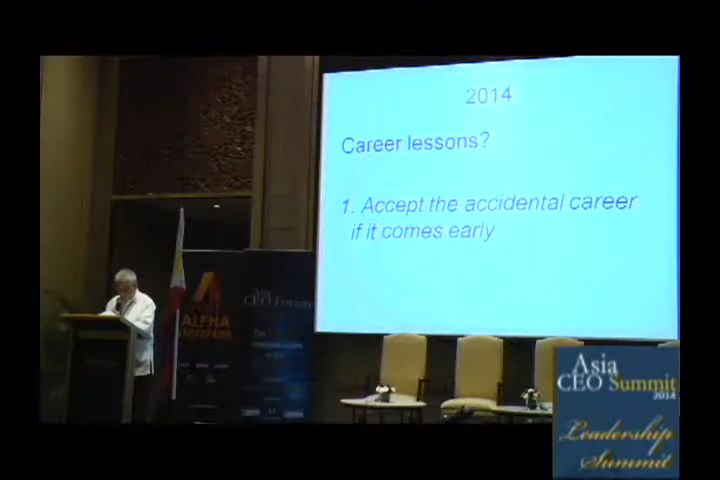 2014
Career lessons?
1. Accept the accidental career
if it comes early
Asia
CEO Forum
ALPHA
Asia
CEO Summit
2014
Leadership
Summit